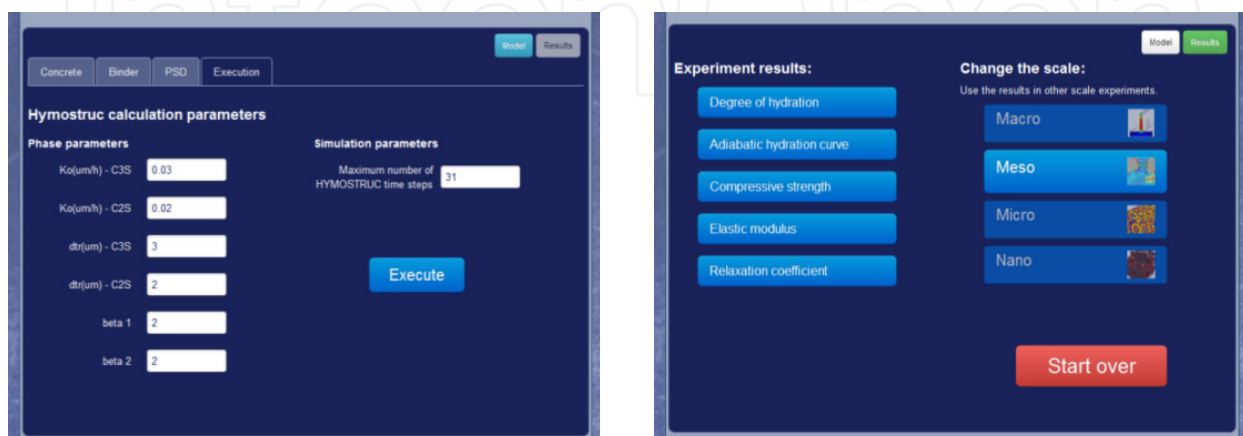 Model Results
Concrete Binder PSD Execution
Hymostruc calculation parameters
Phase parameters
Ko(um/h) - C3S 0.03
Ko(um/h) - C2S 0.02
dtr(um) - C3S 3
dtr(um) - C2S 2
beta 1 2
beta 2 2
Simulation parameters
Maximum number of
HYMOSTRUC time steps 31
Execute
Model Results
Experiment results:
Degree of hydration
Adiabatic hydration curve
Compressive strength
Elastic modulus
Relaxation coefficient
Change the scale:
Use the results in other scale experiments.
Macro
Meso
Micro
Nano
Start over